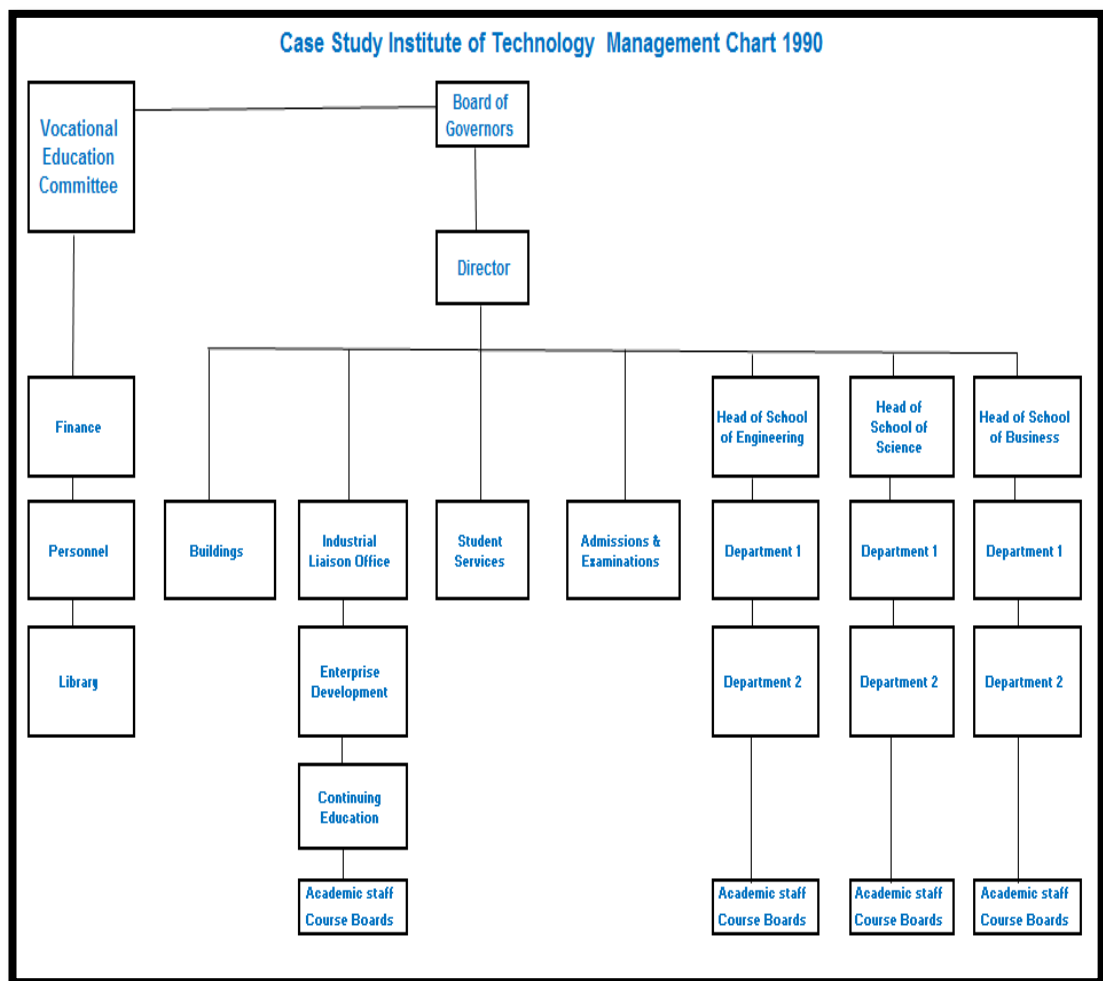 Case Study Institute of Technology Management Chart 1990
Vocational
Education
Committee
Board of
Governors
Director
Finance
Head of School
of Engineering
Head of
School of
Science
Head of School
of Business
Personnel
Buildings
Industrial
Liaison Office
Student
Services
Admissions &
Examinations
Department 1
Department 1
Department 1
Library
Enterprise
Development
Department 2
Department 2
Department 2
Continuing
Education
Academic staff
Course Boards
Academic staff
Course Boards
Academic staff
Course Boards
Academic staff
Course Boards